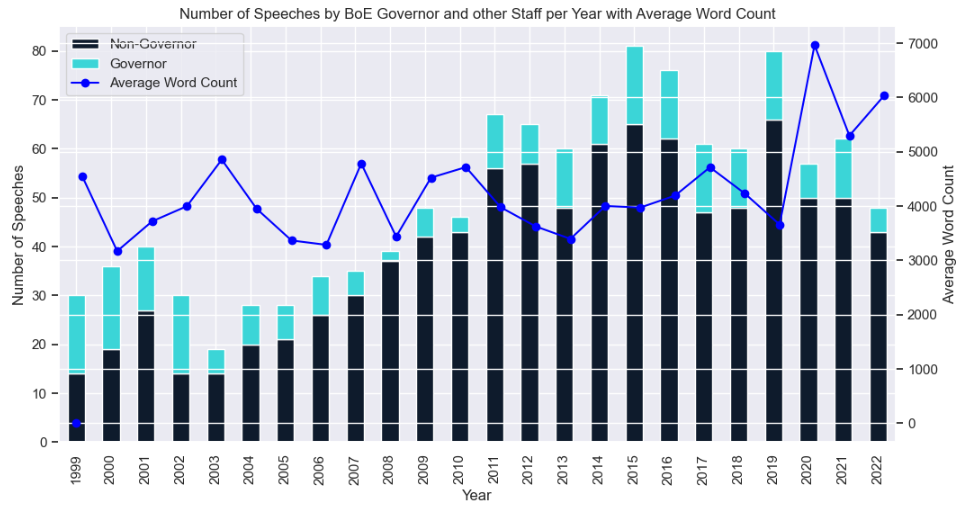 Number of Speeches by BoE Governor and other Staff per Year with Average Word Count
Non-Governor
Governor
Average Word Count
Number of Speeches
80
70
60
50
40
30
20
10
0
7000
6000
5000
4000
3000
2000
1000
0
Average Word Count
1999 2000 2001 2002 2003 2004 2005 2006 2007 2008 2009 2010 2011 2012 2013 2014 2015 2016 2017 2018 2019 2020 2021 2022
Year